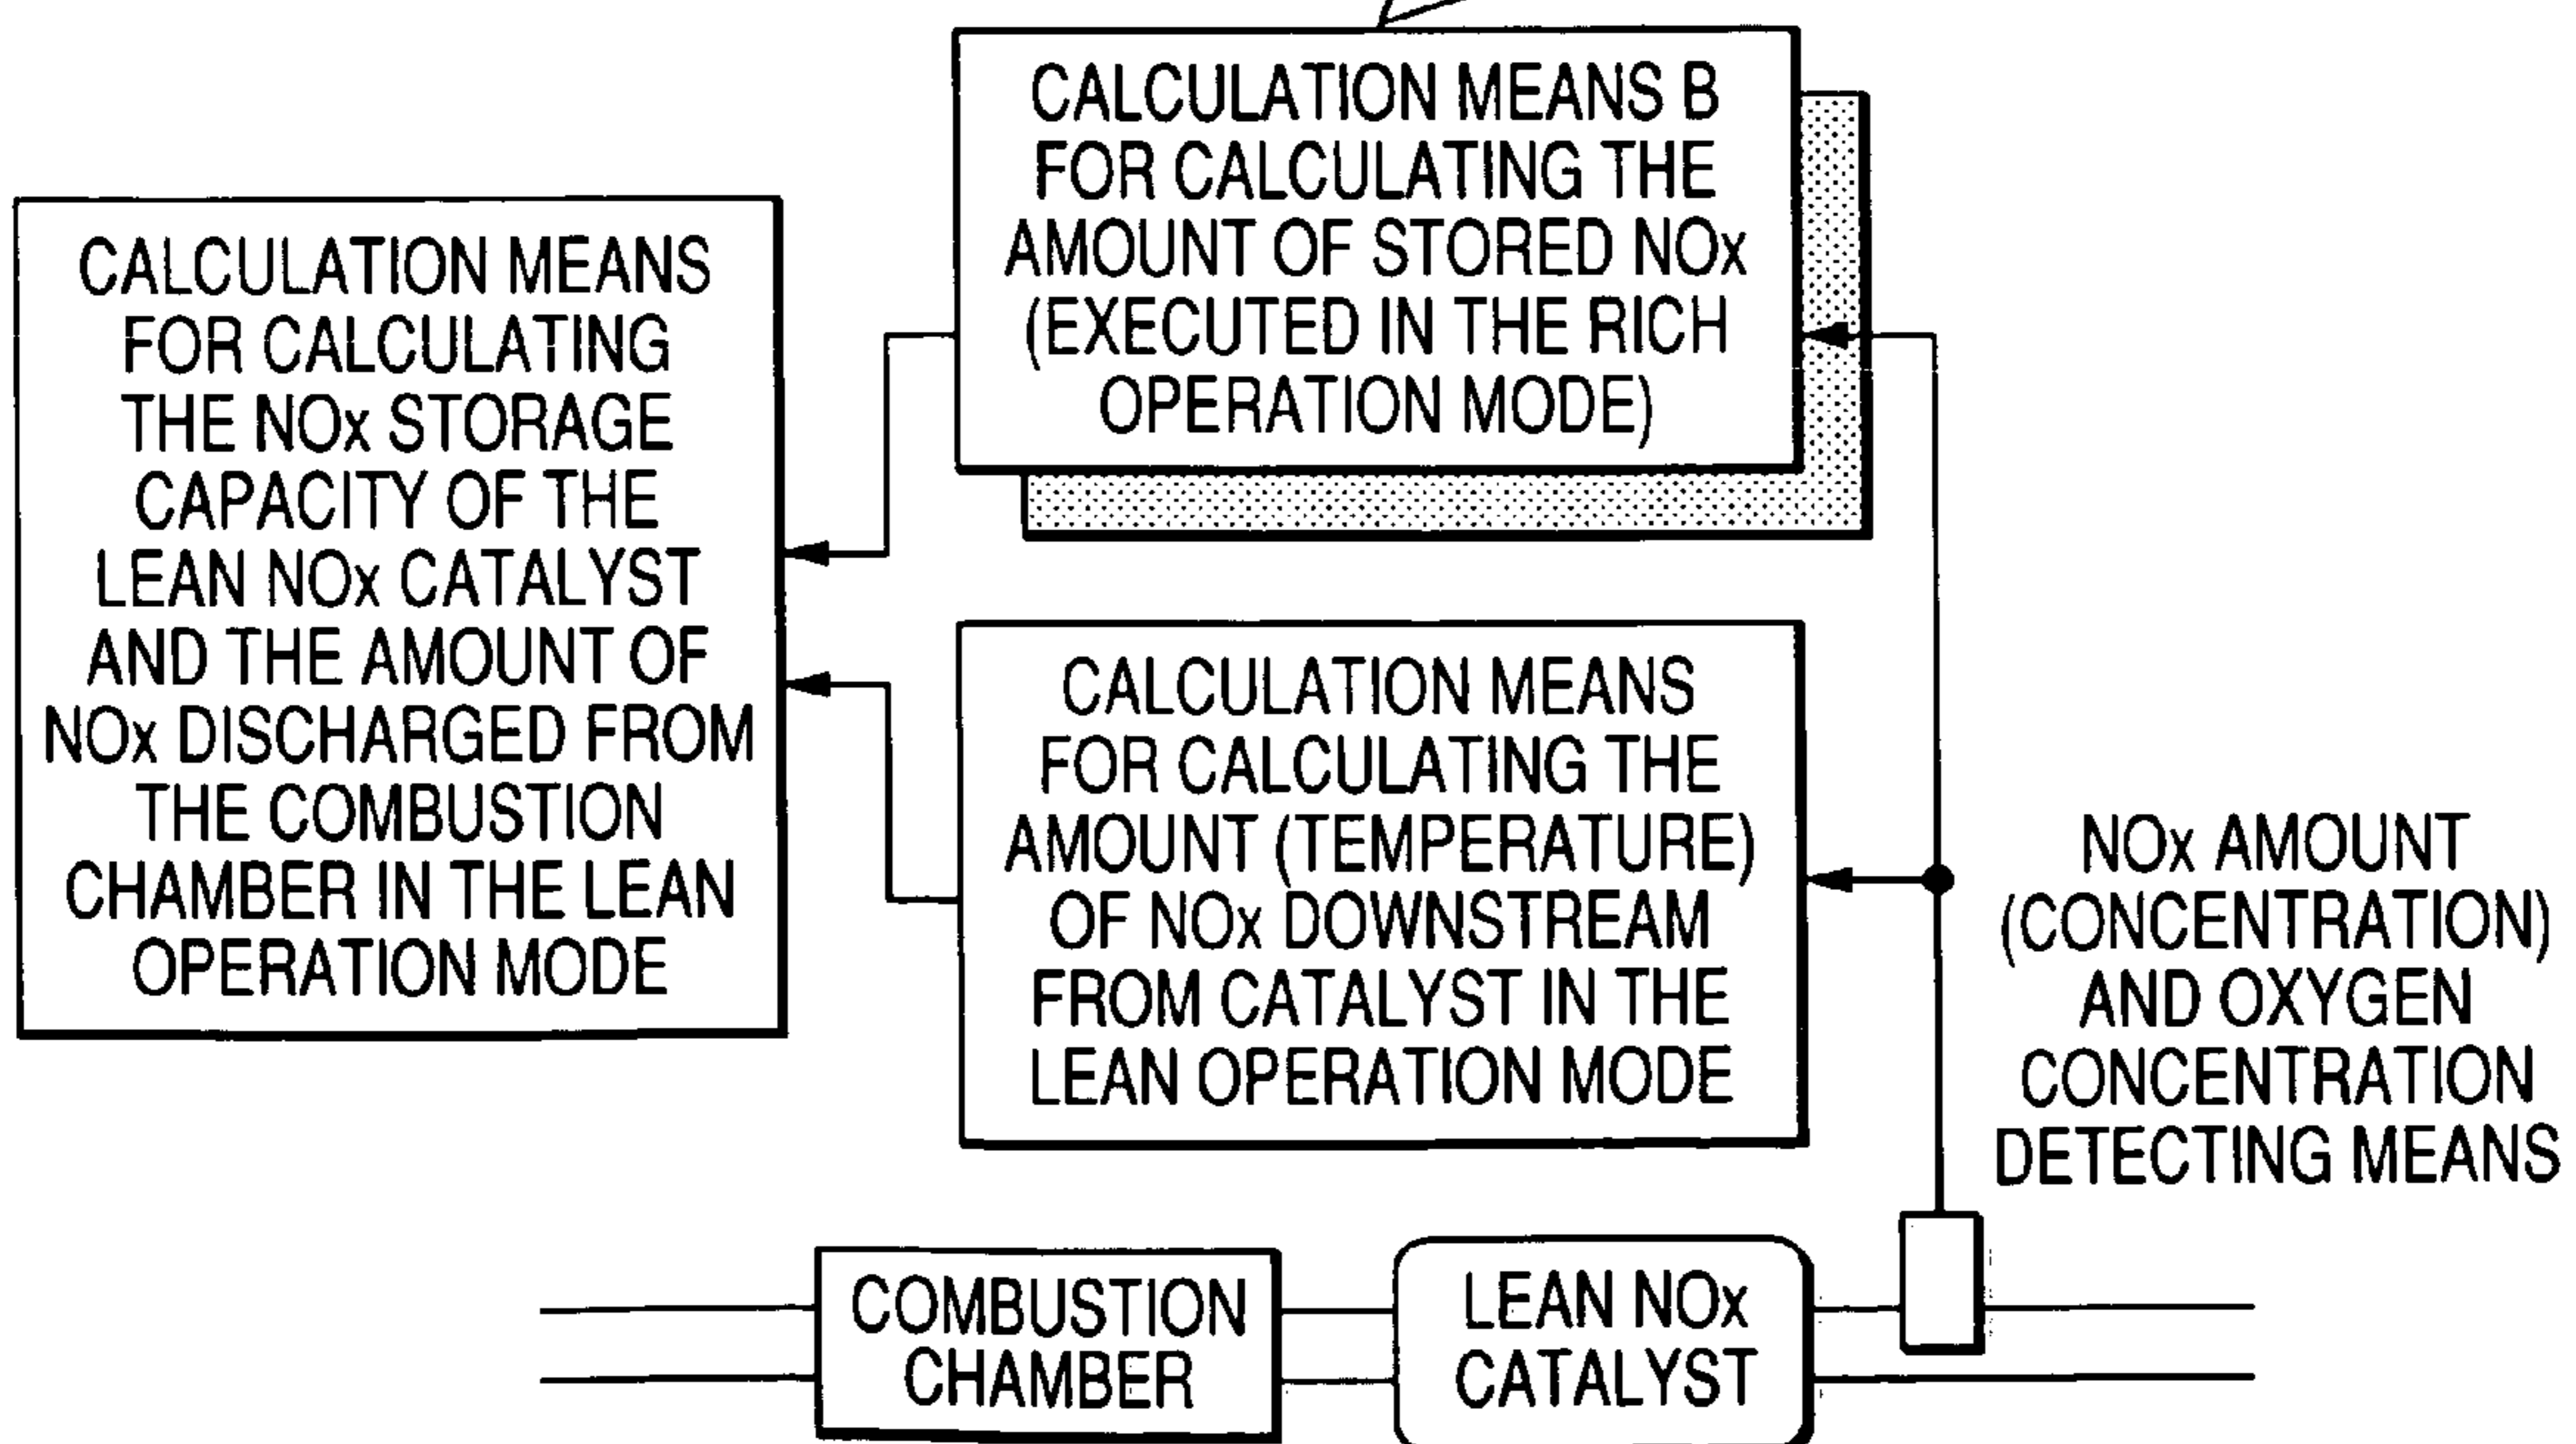 CALCULATION MEANS B
FOR CALCULATING THE
AMOUNT OF STORED NOx
(EXECUTED IN THE RICH
OPERATION MODE)
CALCULATION MEANS
FOR CALCULATING
THE NOx STORAGE
CAPACITY OF THE
LEAN NOx CATALYST
AND THE AMOUNT OF
NOx DISCHARGED FROM
THE COMBUSTION
CHAMBER IN THE LEAN
OPERATION MODE
CALCULATION MEANS
FOR CALCULATING THE
AMOUNT (TEMPERATURE)
OF NOx DOWNSTREAM
FROM CATALYST IN THE
LEAN OPERATION MODE
NOx AMOUNT
(CONCENTRATION)
AND OXYGEN
CONCENTRATION
DETECTING MEANS
COMBUSTION
CHAMBER
LEAN NOx
CATALYST